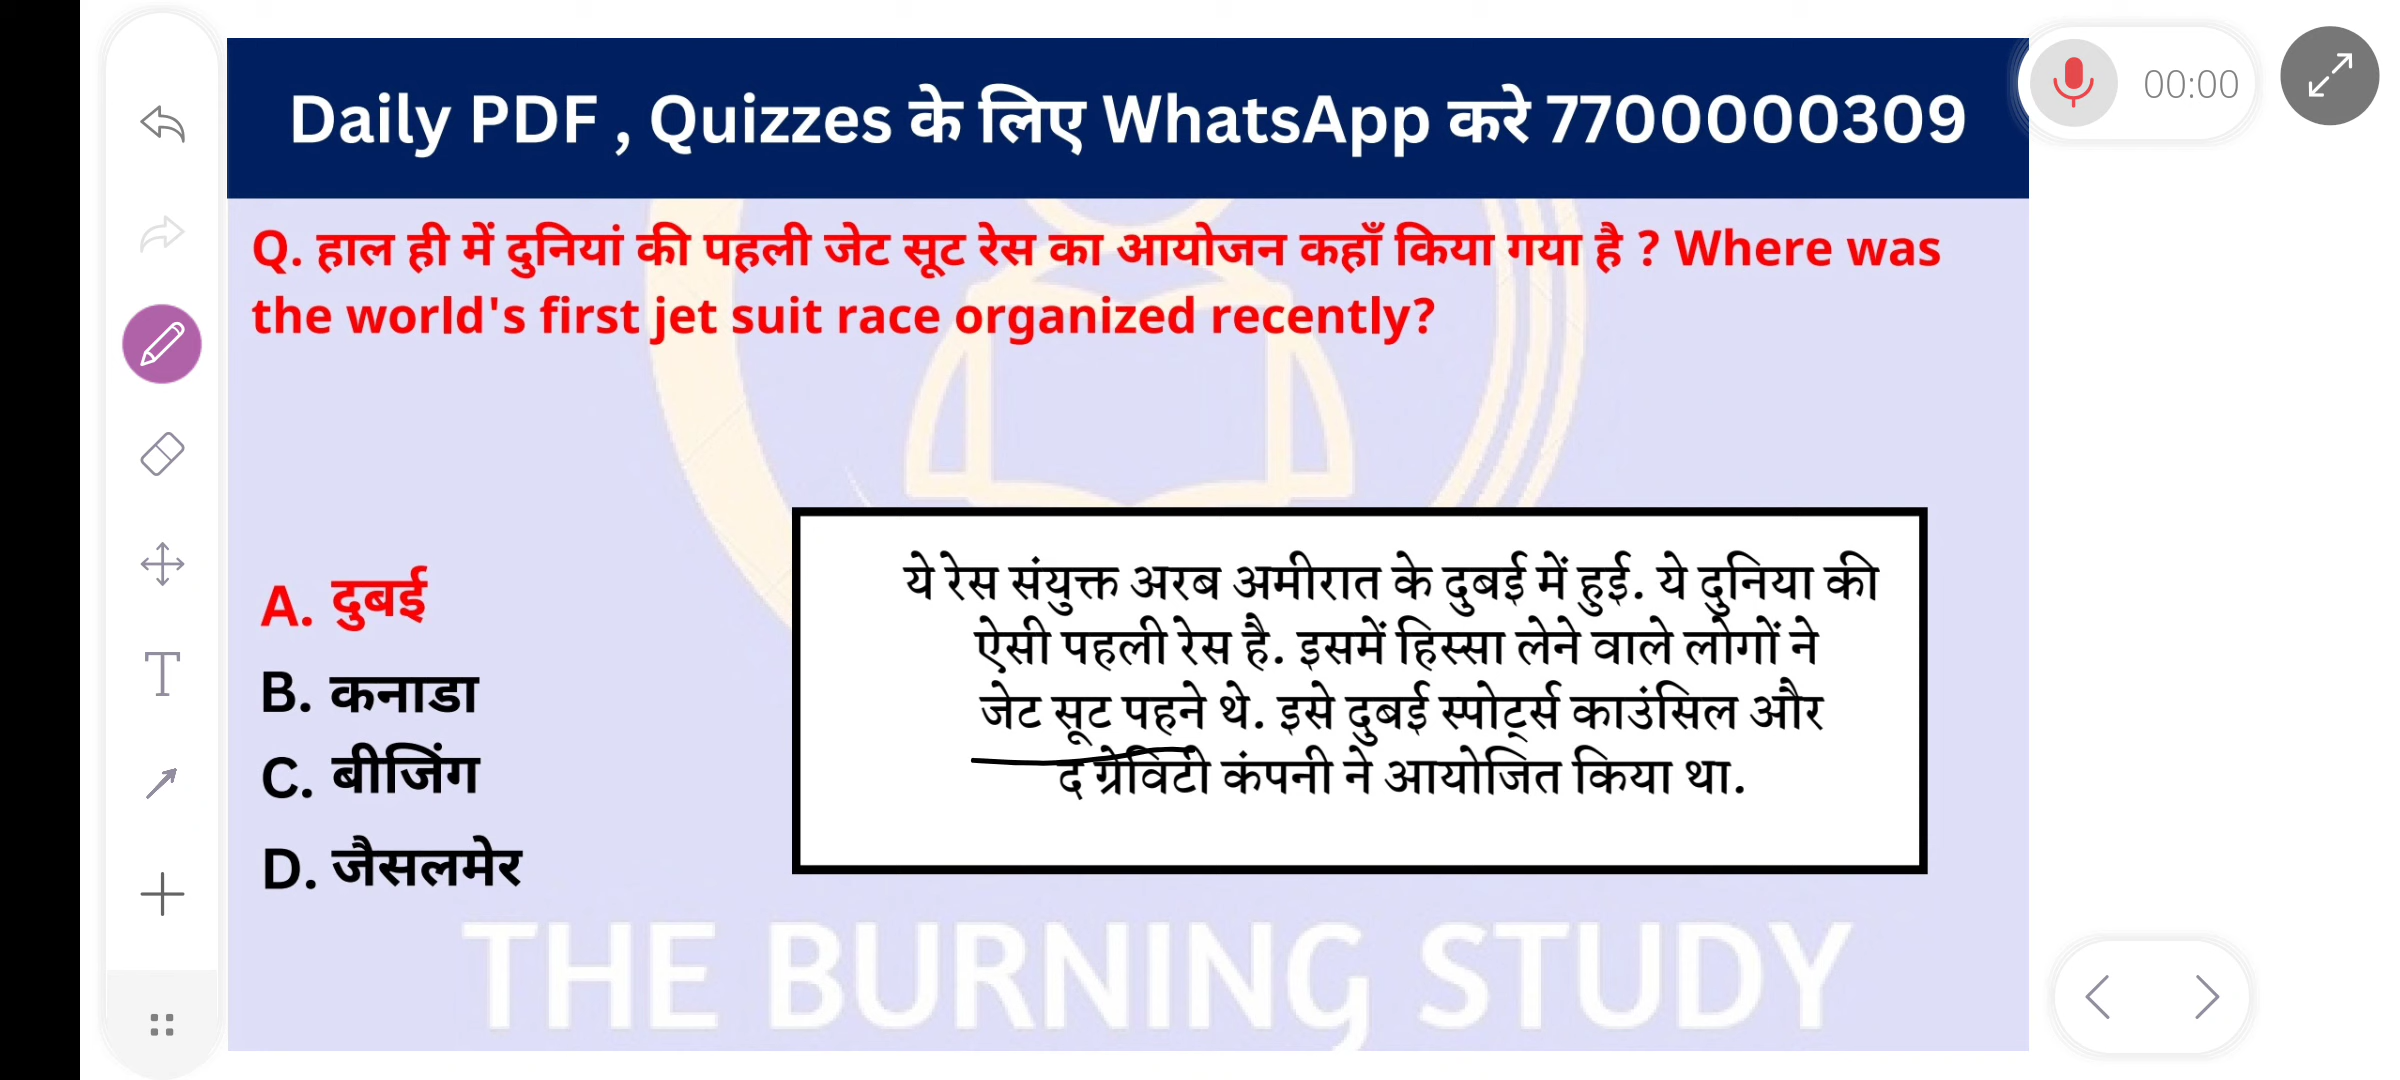 Daily PDF , Quizzes के लिए WhatsApp करे 7700000309
00:00
Q. हाल ही में दुनियां की पहली जेट सूट रेस का आयोजन कहाँ किया गया है ? Where was
the world's first jet suit race organized recently?
A. दुबई
B. कनाडा
C. बीजिंग
D. जैसलमेर
ये रेस संयुक्त अरब अमीरात के दुबई में हुई. ये दुनिया की
ऐसी पहली रेस है. इसमें हिस्सा लेने वाले लोगों ने
जेट सूट पहने थे. इसे दुबई स्पोर्ट्स काउंसिल और
द ग्रेविटी कंपनी ने आयोजित किया था.
THE BURNING STUDY
T